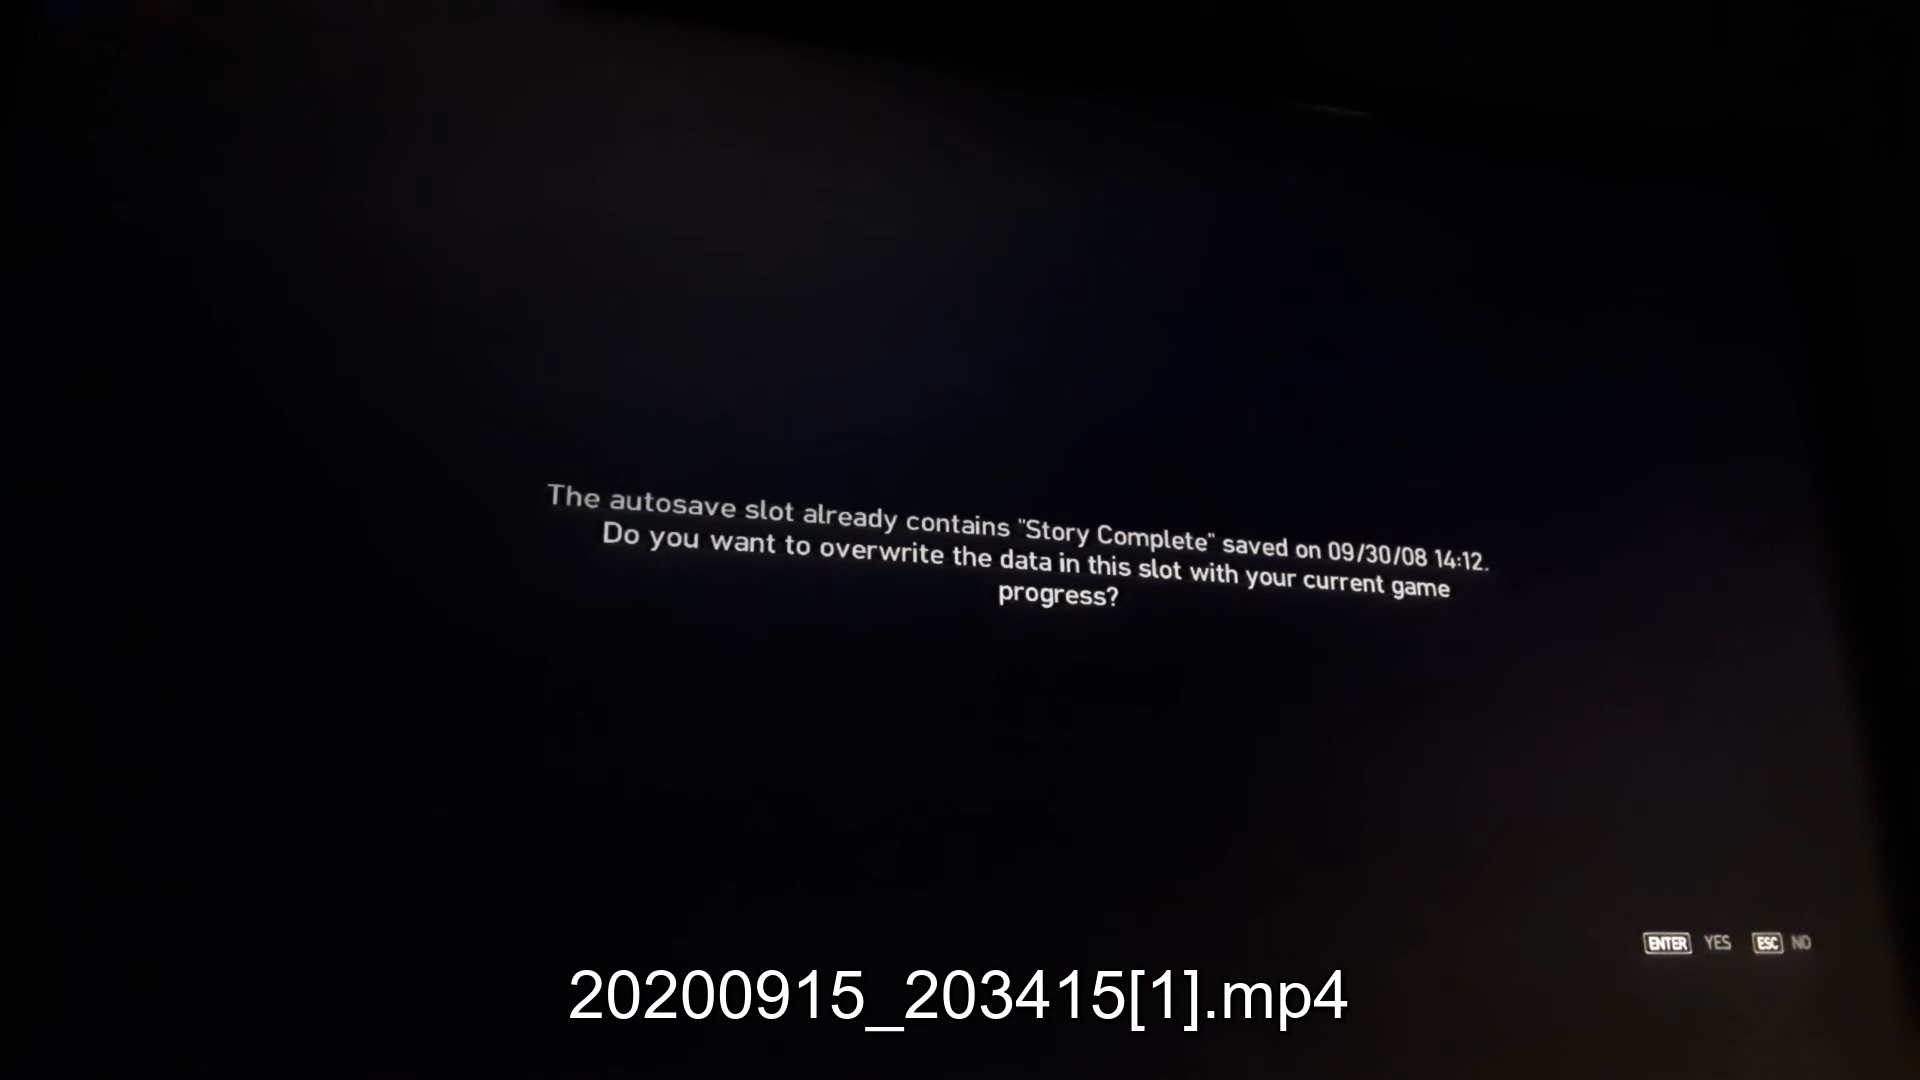 The autosave slot already contains "Story Complete" saved on 09/30/08 14:12.
Do you want to overwrite the data in this slot with your current game
progress?
ENTER YES ESC NO
20200915_203415[1].mp4